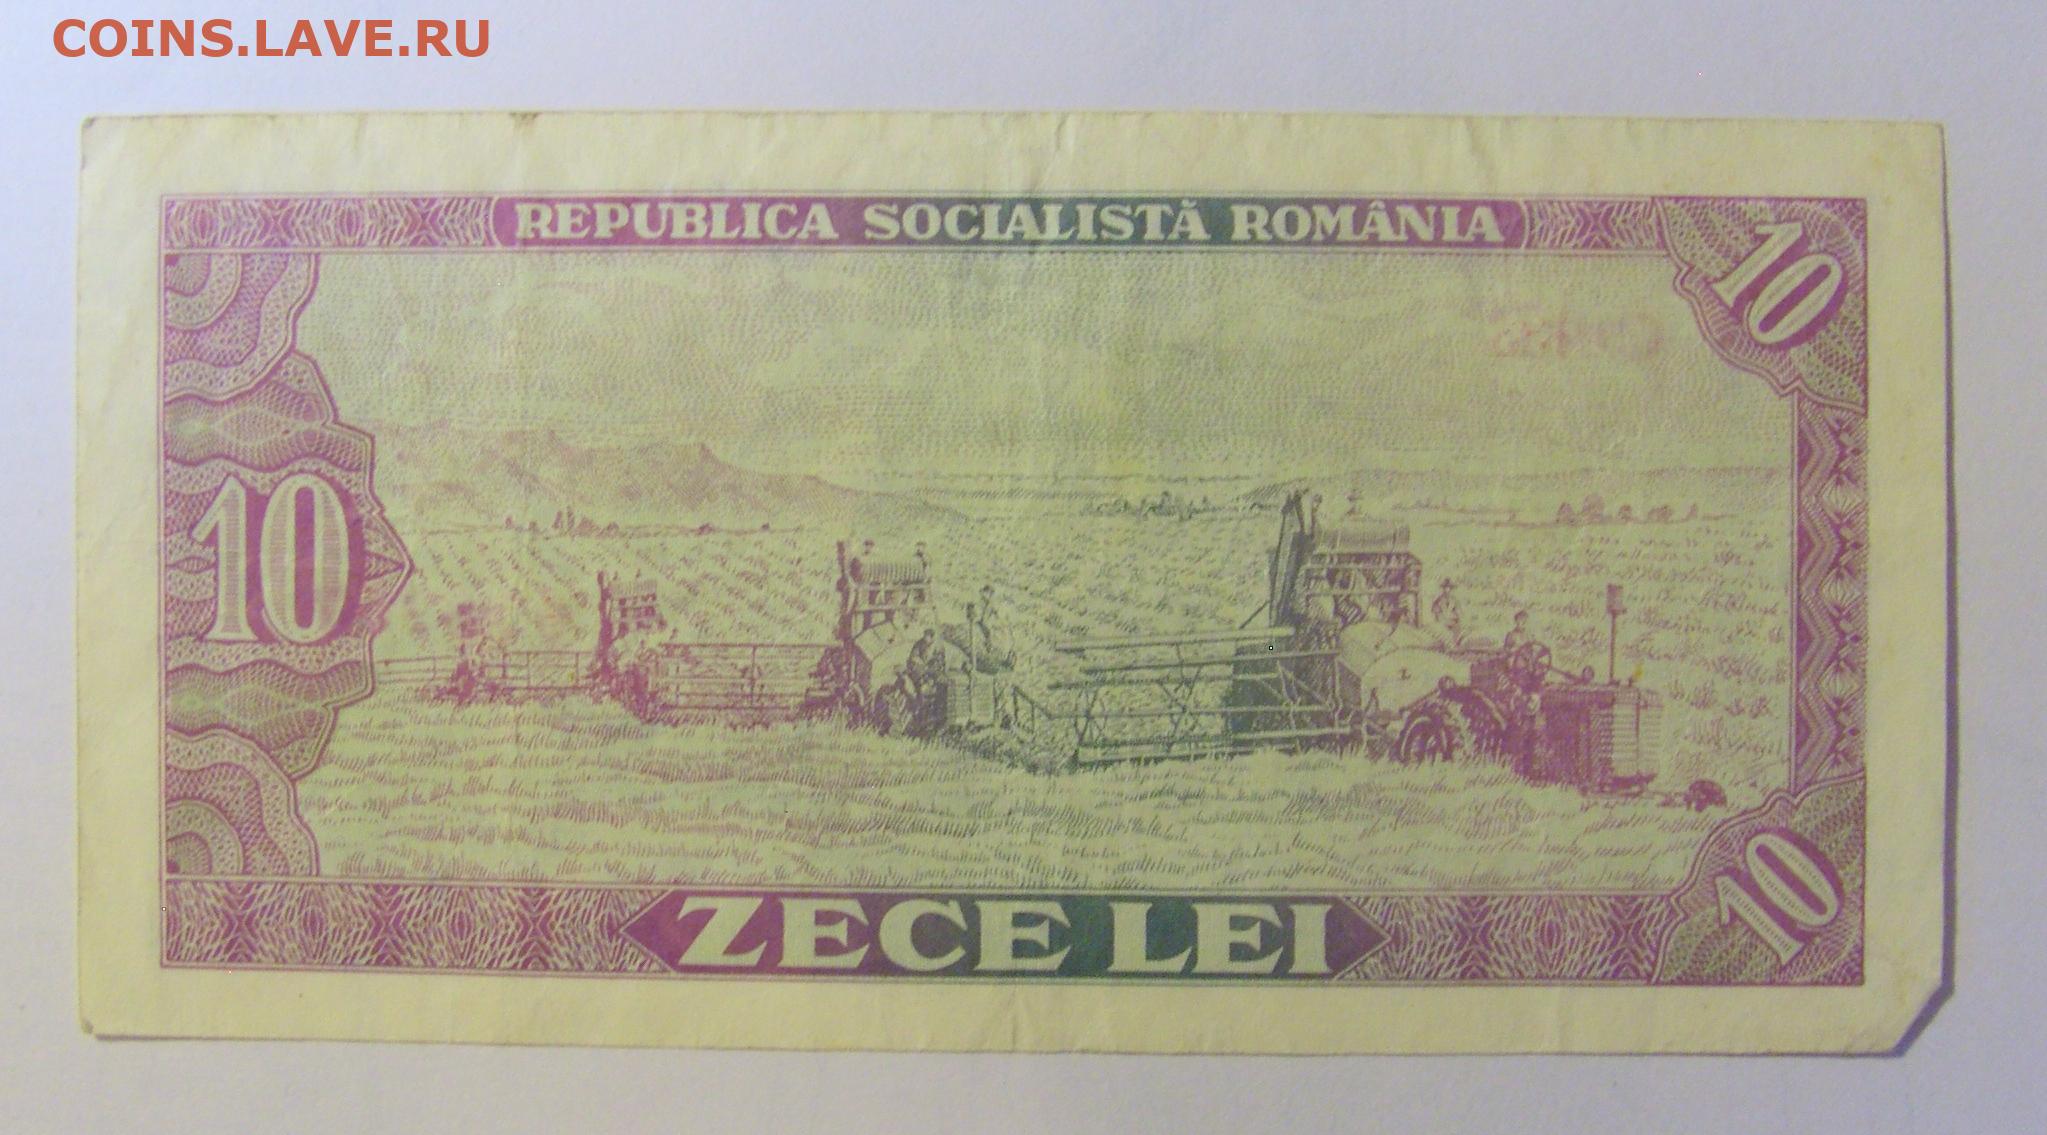 COINS.LAVE.RU
REPUBLICA SOCIALISTĂ ROMÂNIA
10
10
ZECE LEI
10